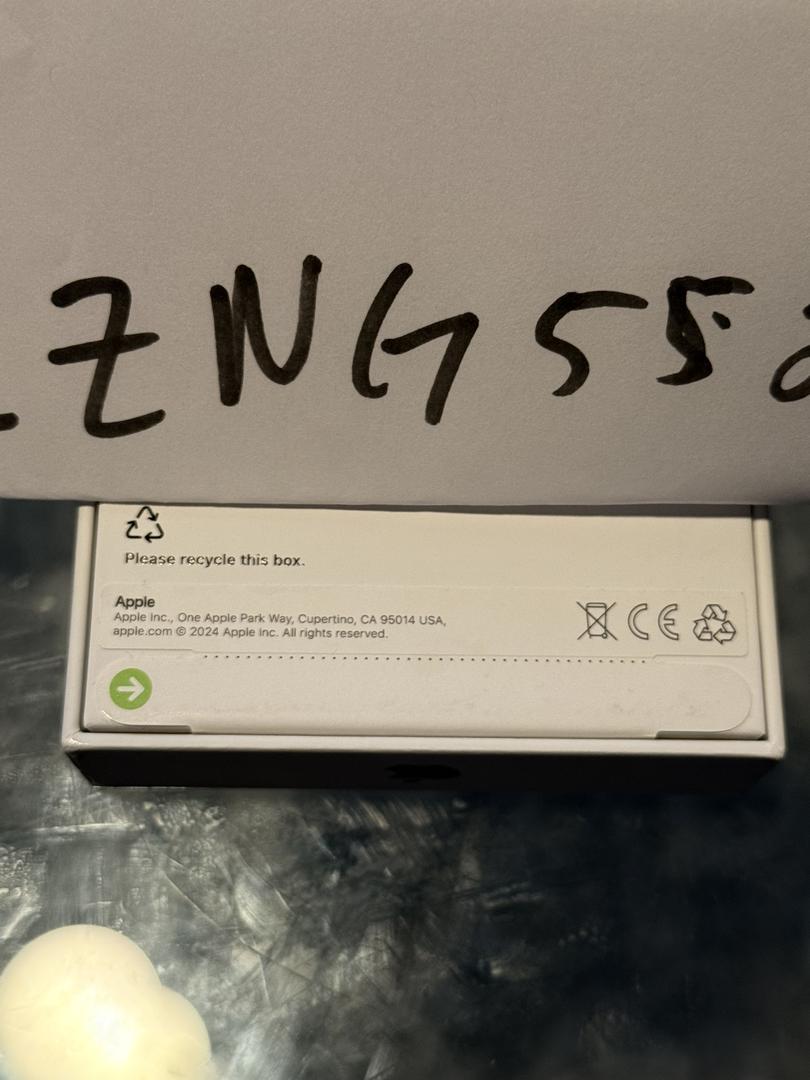 ZNG55
Please recycle this box.
Apple
Apple Inc., One Apple Park Way, Cupertino, CA 95014 USA,
apple.com © 2024 Apple Inc. All rights reserved.
CE